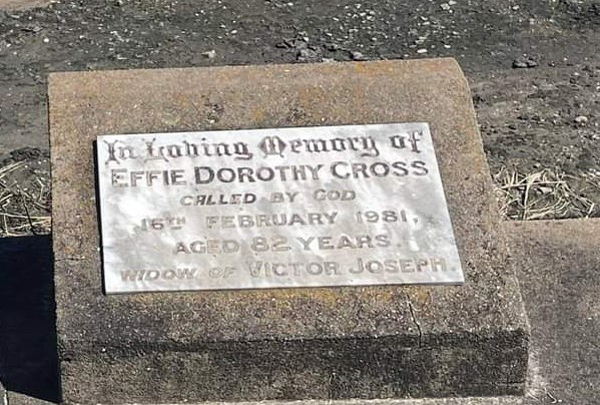 In Loving Memory of
EFFIE DOROTHY CROSS
CALLED BY GOD
16TH FEBRUARY 1981,
AGED 82 YEARS.
WIDOW OF VICTOR JOSEPH.